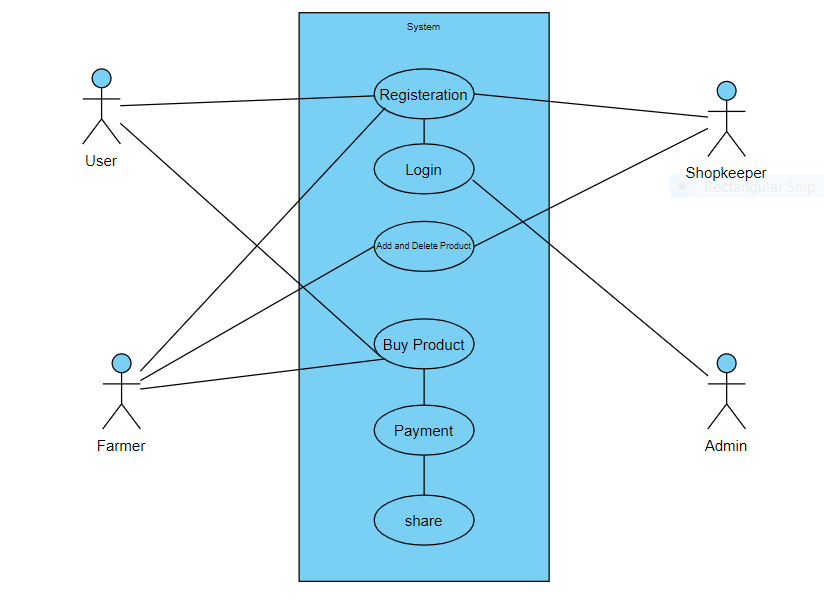 System
Registeration
User
Login
Shopkeeper
Rectangular Snip
Add and Delete Product
Buy Product
Farmer
Payment
Admin
share